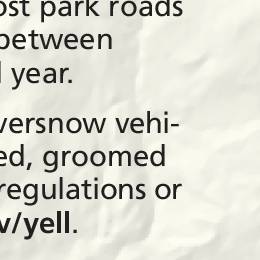 ost park roads
between
l year.
versnow vehi-
ed, groomed
regulations or
v/yell.